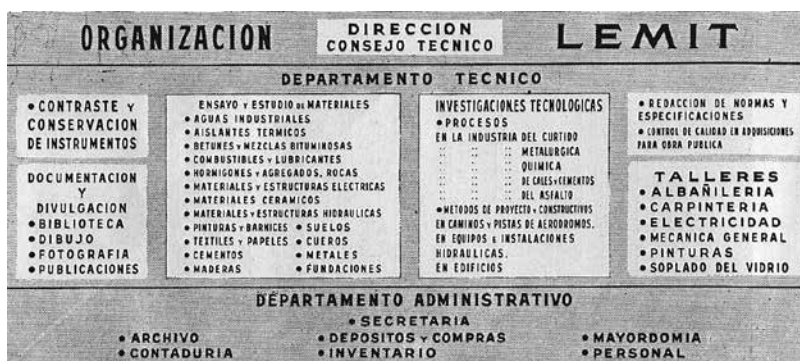 ORGANIZACION
DIRECCION
CONSEJO TECNICO
LEMIT
DEPARTAMENTO TECNICO
• CONTRASTE Y
CONSERVACION
DE INSTRUMENTOS
DOCUMENTACION
Y
DIVULGACION
• BIBLIOTECA
• DIBUJO
• FOTOGRAFIA
• PUBLICACIONES
ENSAYO Y ESTUDIO DE MATERIALES
• AGUAS INDUSTRIALES
• AISLANTES TERMICOS
• BETUNES Y MEZCLAS BITUMINOSAS
• COMBUSTIBLES Y LUBRICANTES
• HORMIGONES Y AGREGADOS, ROCAS
• MATERIALES Y ESTRUCTURAS ELECTRICAS
• MATERIALES CERAMICOS
• MATERIALES Y ESTRUCTURAS HIDRAULICAS
• PINTURAS Y BARNICES • SUELOS
• TEXTILES Y PAPELES • CUEROS
• CEMENTOS • METALES
• MADERAS • FUNDACIONES
INVESTIGACIONES TECNOLOGICAS
• PROCESOS
EN LA INDUSTRIA DEL CURTIDO
" " " METALURGICA
" " " QUIMICA
" " " DE CALES Y CEMENTOS
" " " DEL ASFALTO
• METODOS DE PROYECTO Y CONSTRUCTIVOS
EN CAMINOS Y PISTAS DE AERODROMOS.
EN EQUIPOS E INSTALACIONES
HIDRAULICAS.
EN EDIFICIOS
• REDACCION DE NORMAS Y
ESPECIFICACIONES
• CONTROL DE CALIDAD EN ADQUISICIONES
PARA OBRA PUBLICA
TALLERES
• ALBAÑILERIA
• CARPINTERIA
• ELECTRICIDAD
• MECANICA GENERAL
• PINTURAS
• SOPLADO DEL VIDRIO
DEPARTAMENTO ADMINISTRATIVO
• SECRETARIA
• ARCHIVO • DEPOSITOS Y COMPRAS • MAYORDOMIA
• CONTADURIA • INVENTARIO • PERSONAL